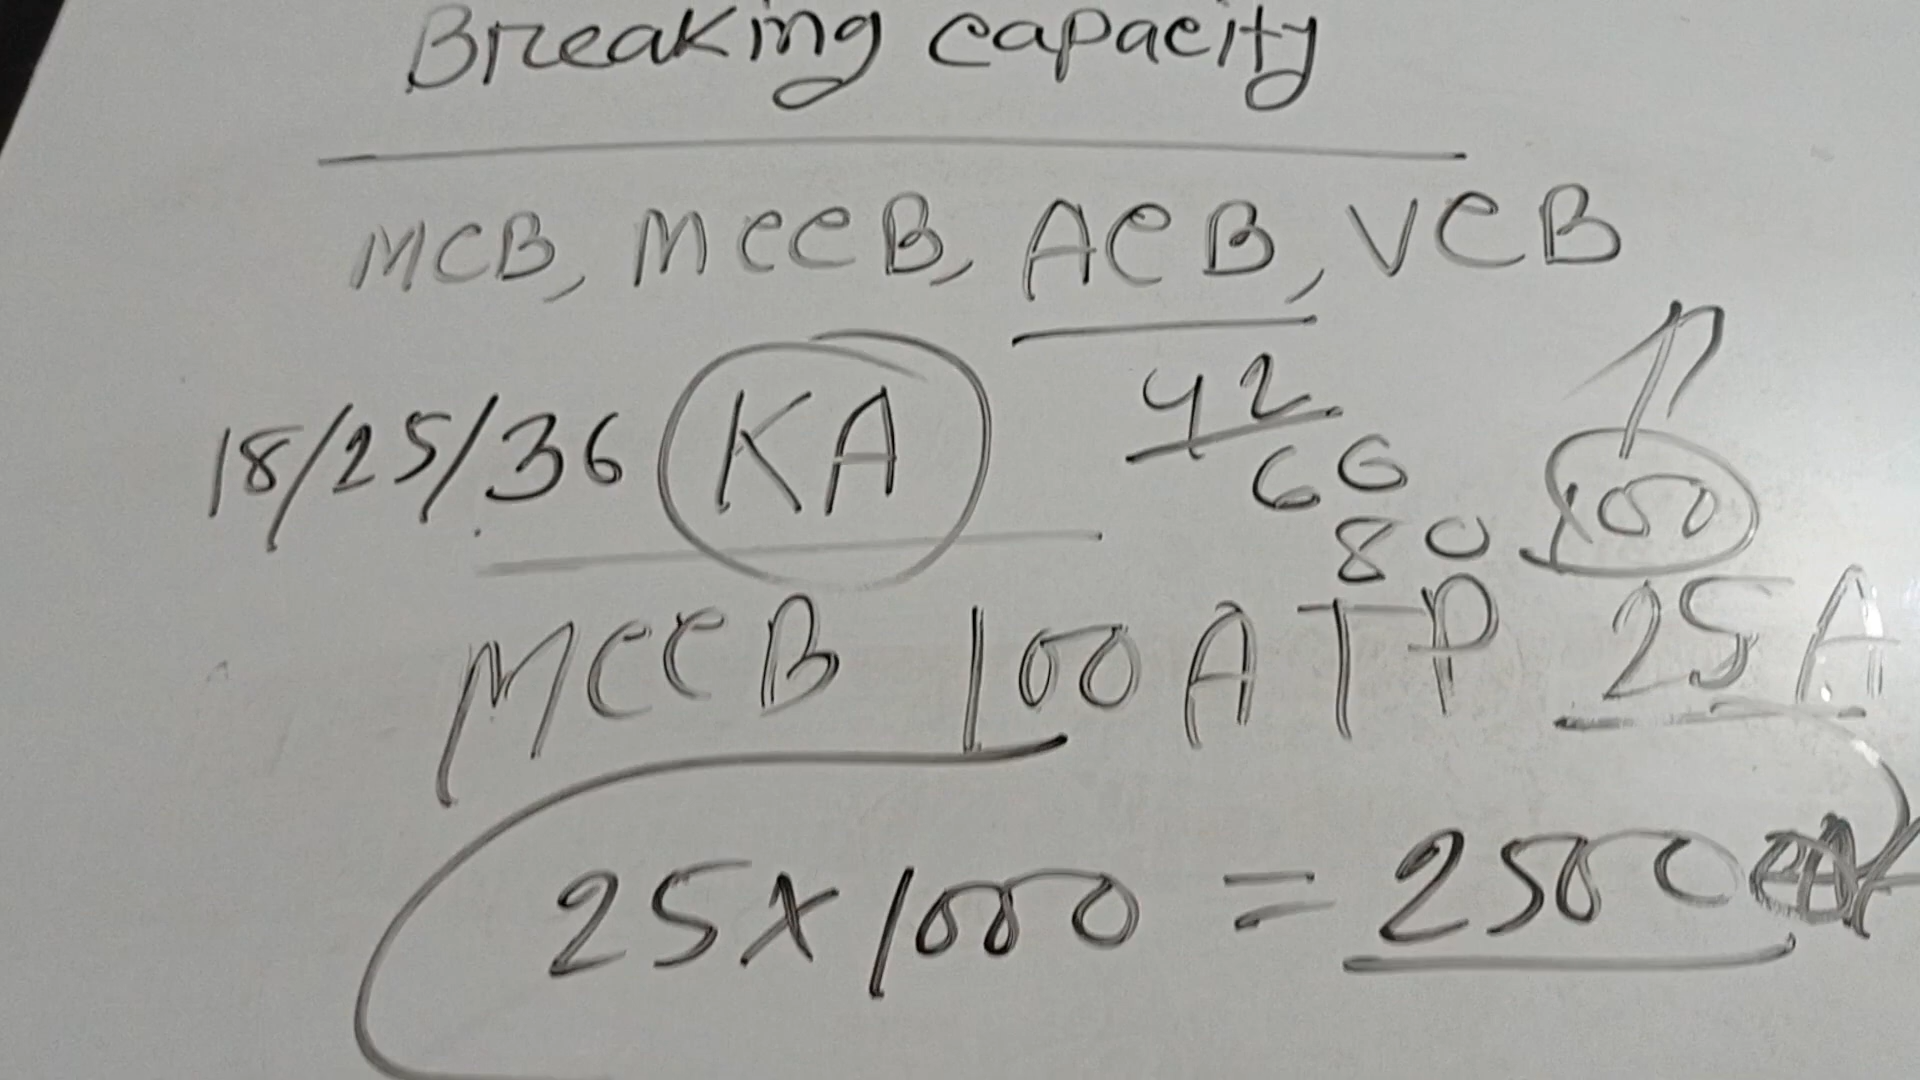 Breaking capacity
MCB, MCCB, ACB, VCB
18/25/36 KA 42
66
80 100
MCCB 100A TP 25A
25x1000 = 2500